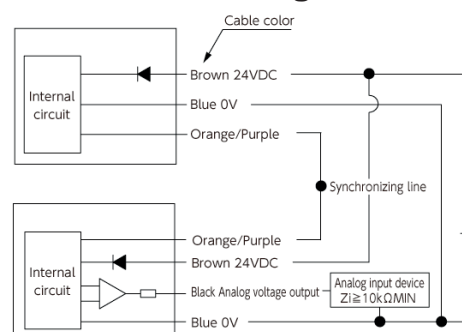 Cable color
Brown 24VDC
Internal
circuit
Blue 0V
Orange/Purple
Synchronizing line
Orange/Purple
Brown 24VDC
Internal
circuit
Black Analog voltage output
Analog input device
Zi≧10kΩMIN
Blue 0V